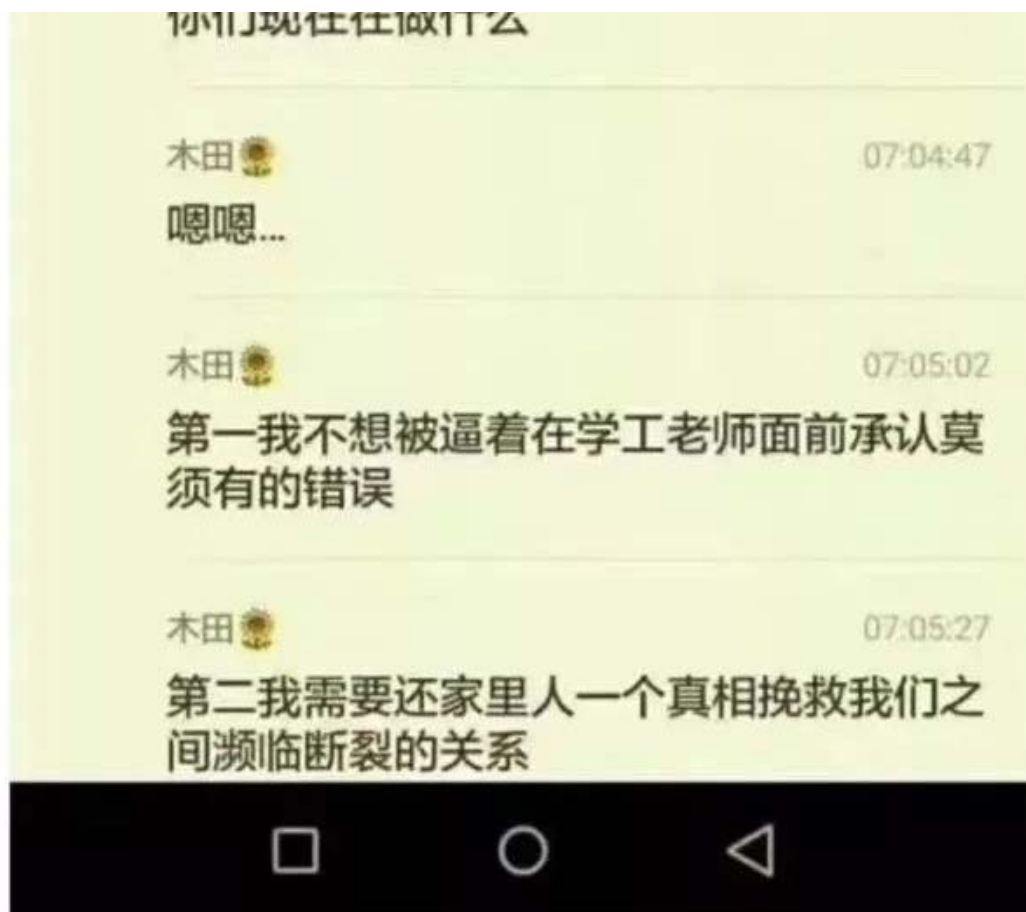 你们现在在做什么
木田🌻 07:04:47
嗯嗯...
木田🌻 07:05:02
第一我不想被逼着在学工老师面前承认莫
须有的错误
木田🌻 07:05:27
第二我需要还家里人一个真相挽救我们之
间濒临断裂的关系